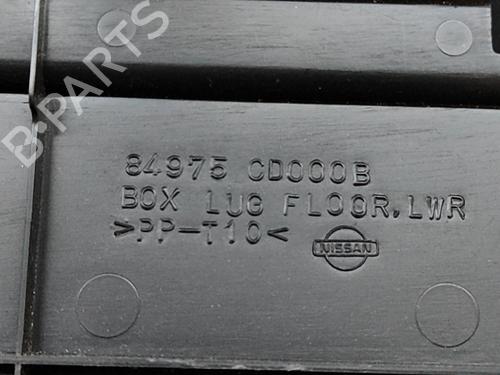 B-PARTS
84975 CD000B
BOX LUG FLOOR, LWR
>PP-T10<
NISSAN